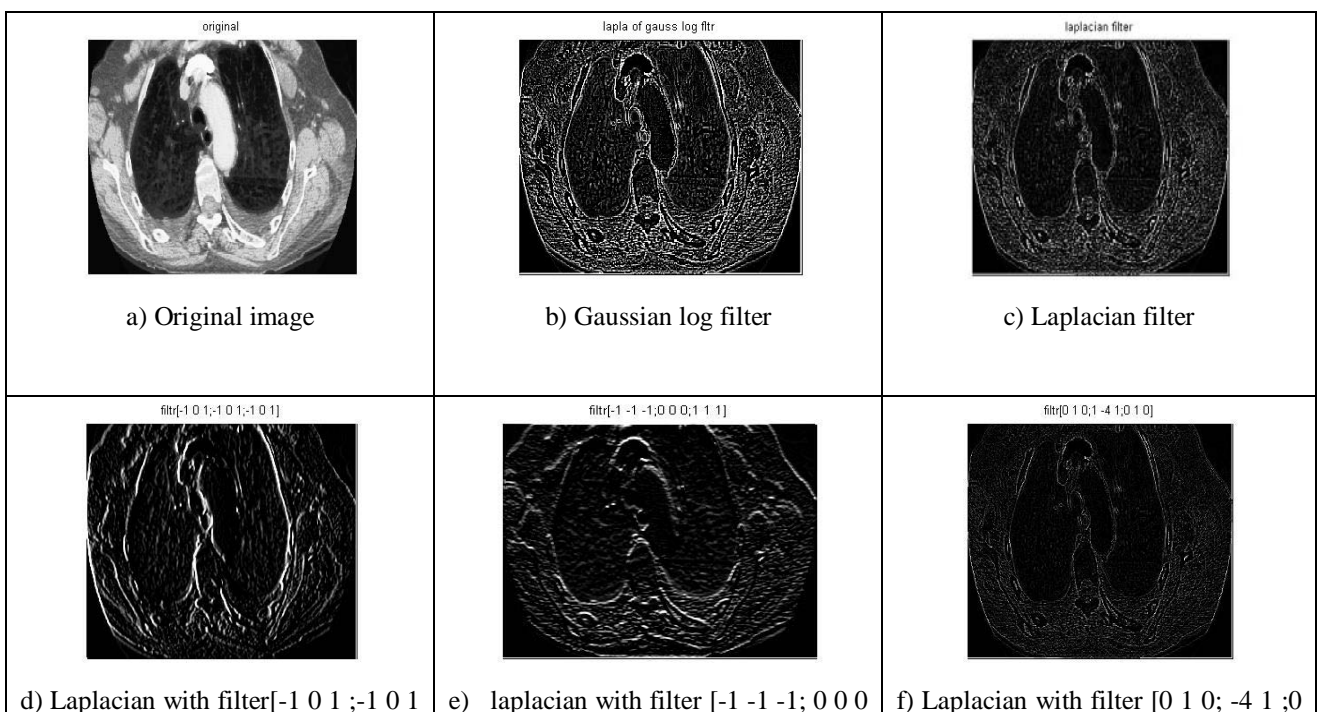 original
lapla of gauss log fltr
laplacian filter
a) Original image
b) Gaussian log filter
c) Laplacian filter
filtr[-1 0 1;-1 0 1;-1 0 1]
filtr[-1 -1 -1;0 0 0;1 1 1]
filtr[0 1 0;1 -4 1;0 1 0]
d) Laplacian with filter[-1 0 1 ;-1 0 1
e) laplacian with filter [-1 -1 -1; 0 0 0
f) Laplacian with filter [0 1 0; -4 1 ;0